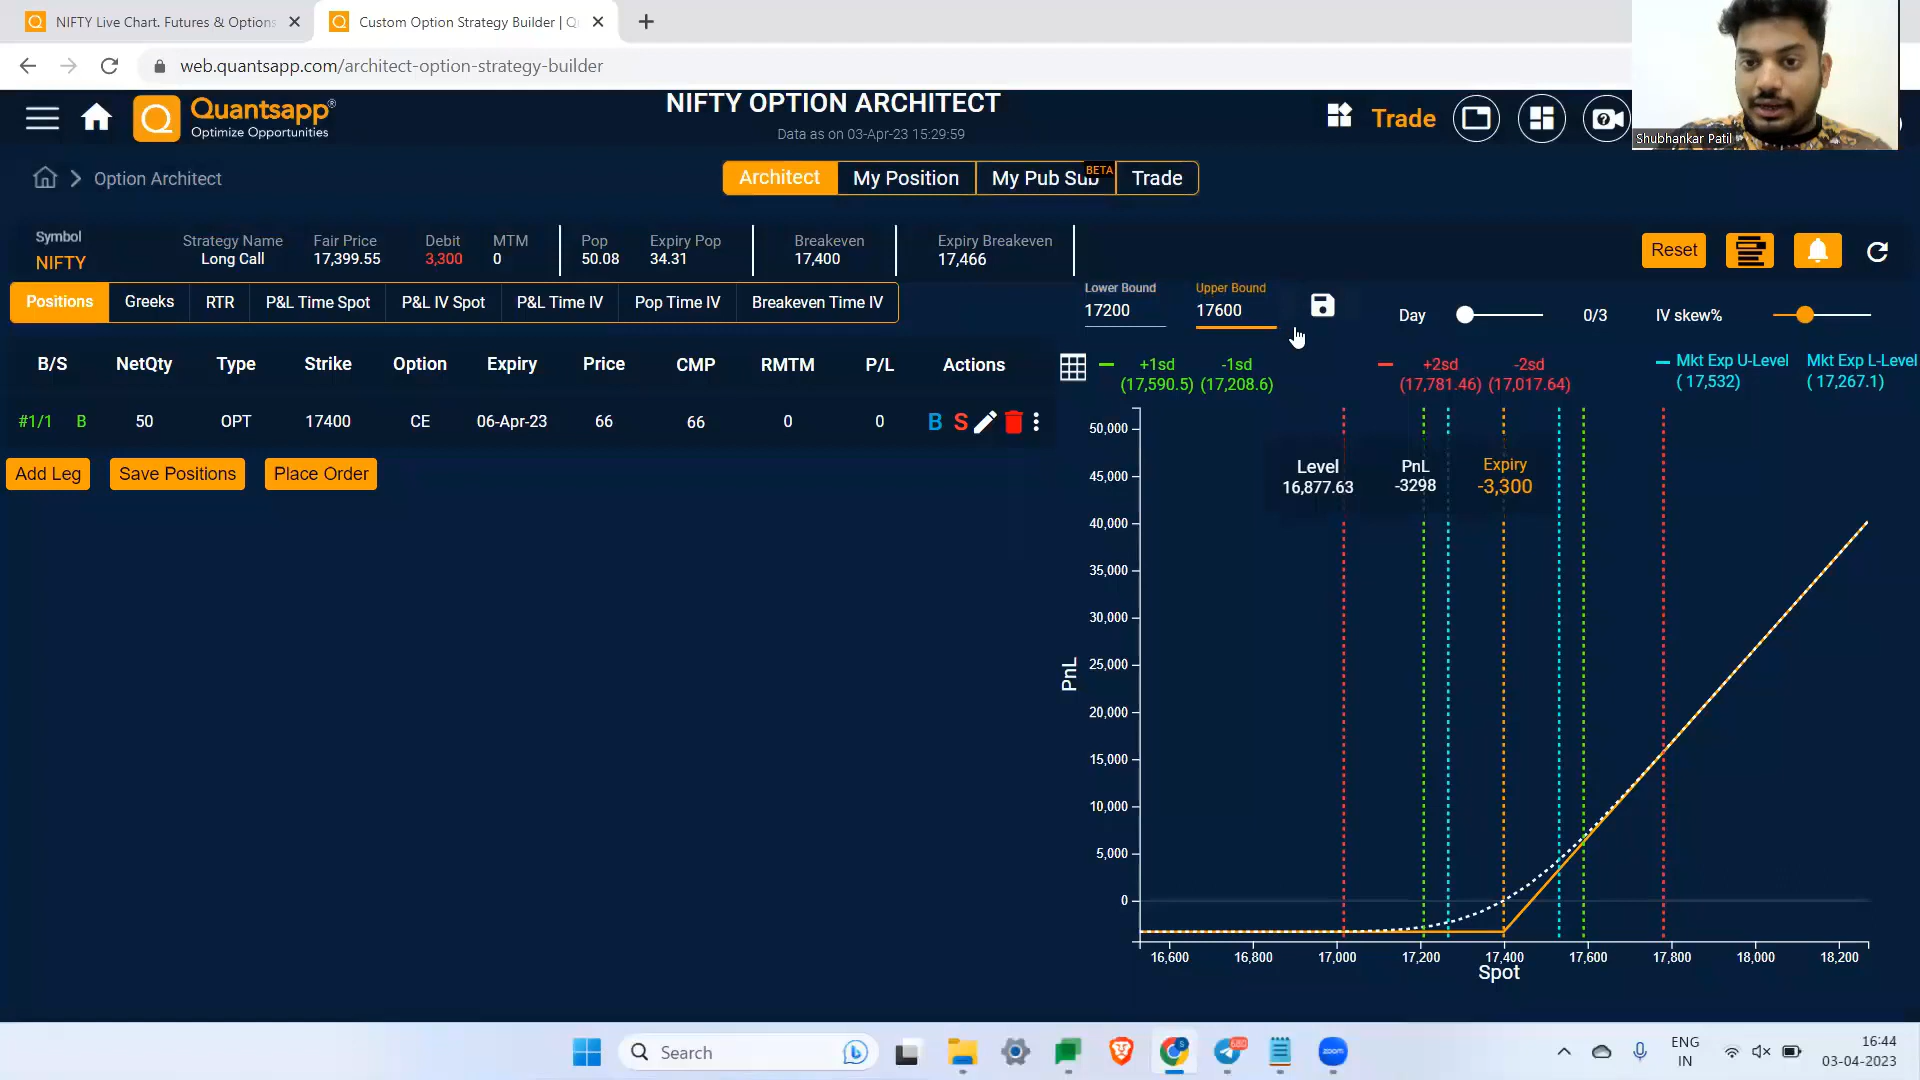 NIFTY Live Chart. Futures & Options
Custom Option Strategy Builder | Q
web.quantsapp.com/architect-option-strategy-builder
Quantsapp®
Optimize Opportunities
NIFTY OPTION ARCHITECT
Data as on 03-Apr-23 15:29:59
Trade
Shubhankar Patil
Option Architect
Architect
My Position
My Pub Sub
BETA
Trade
Symbol
NIFTY
Strategy Name
Long Call
Fair Price
17,399.55
Debit
3,300
MTM
0
Pop
50.08
Expiry Pop
34.31
Breakeven
17,400
Expiry Breakeven
17,466
Reset
Positions
Greeks
RTR
P&L Time Spot
P&L IV Spot
P&L Time IV
Pop Time IV
Breakeven Time IV
Lower Bound
17200
Upper Bound
17600
Day
0/3
IV skew%
B/S NetQty Type Strike Option Expiry Price CMP RMTM P/L Actions
#1/1 B 50 OPT 17400 CE 06-Apr-23 66 66 0 0 B S
Add Leg
Save Positions
Place Order
+1sd
(17,590.5)
-1sd
(17,208.6)
+2sd
(17,781.46)
-2sd
(17,017.64)
Mkt Exp U-Level
( 17,532)
Mkt Exp L-Level
( 17,267.1)
Level
16,877.63
PnL
-3298
Expiry
-3,300
PnL
50,000
45,000
40,000
35,000
30,000
25,000
20,000
15,000
10,000
5,000
0
16,600 16,800 17,000 17,200 17,400 17,600 17,800 18,000 18,200
Spot
Search
680
zoom
ENG
IN
16:44
03-04-2023